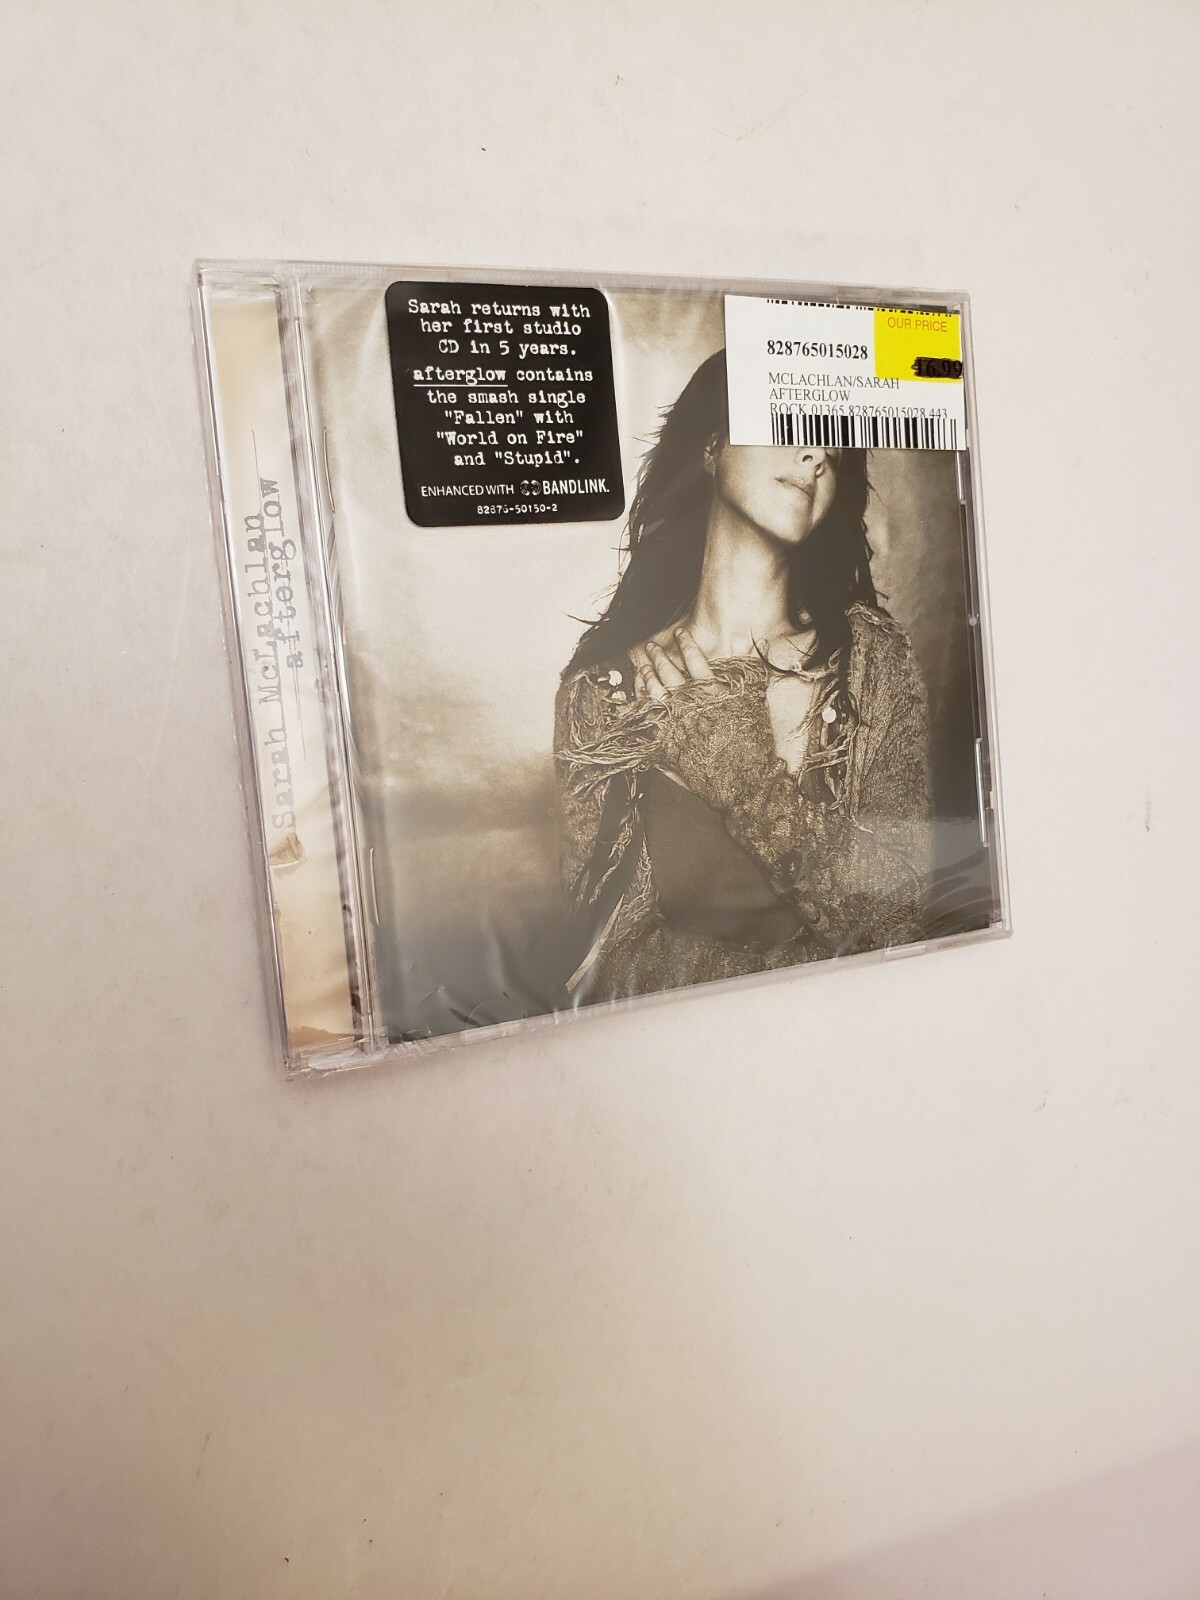 Sarah returns with
her first studio
CD in 5 years.
afterglow contains
the smash single
"Fallen" with
"World on Fire"
and "Stupid".
ENHANCED WITH BANDLINK.
82876-50150-2
OUR PRICE
16.99
828765015028
MCLACHLAN/SARAH
AFTERGLOW
ROCK 01365 828765015028 443
Sarah McLachlan
afterglow